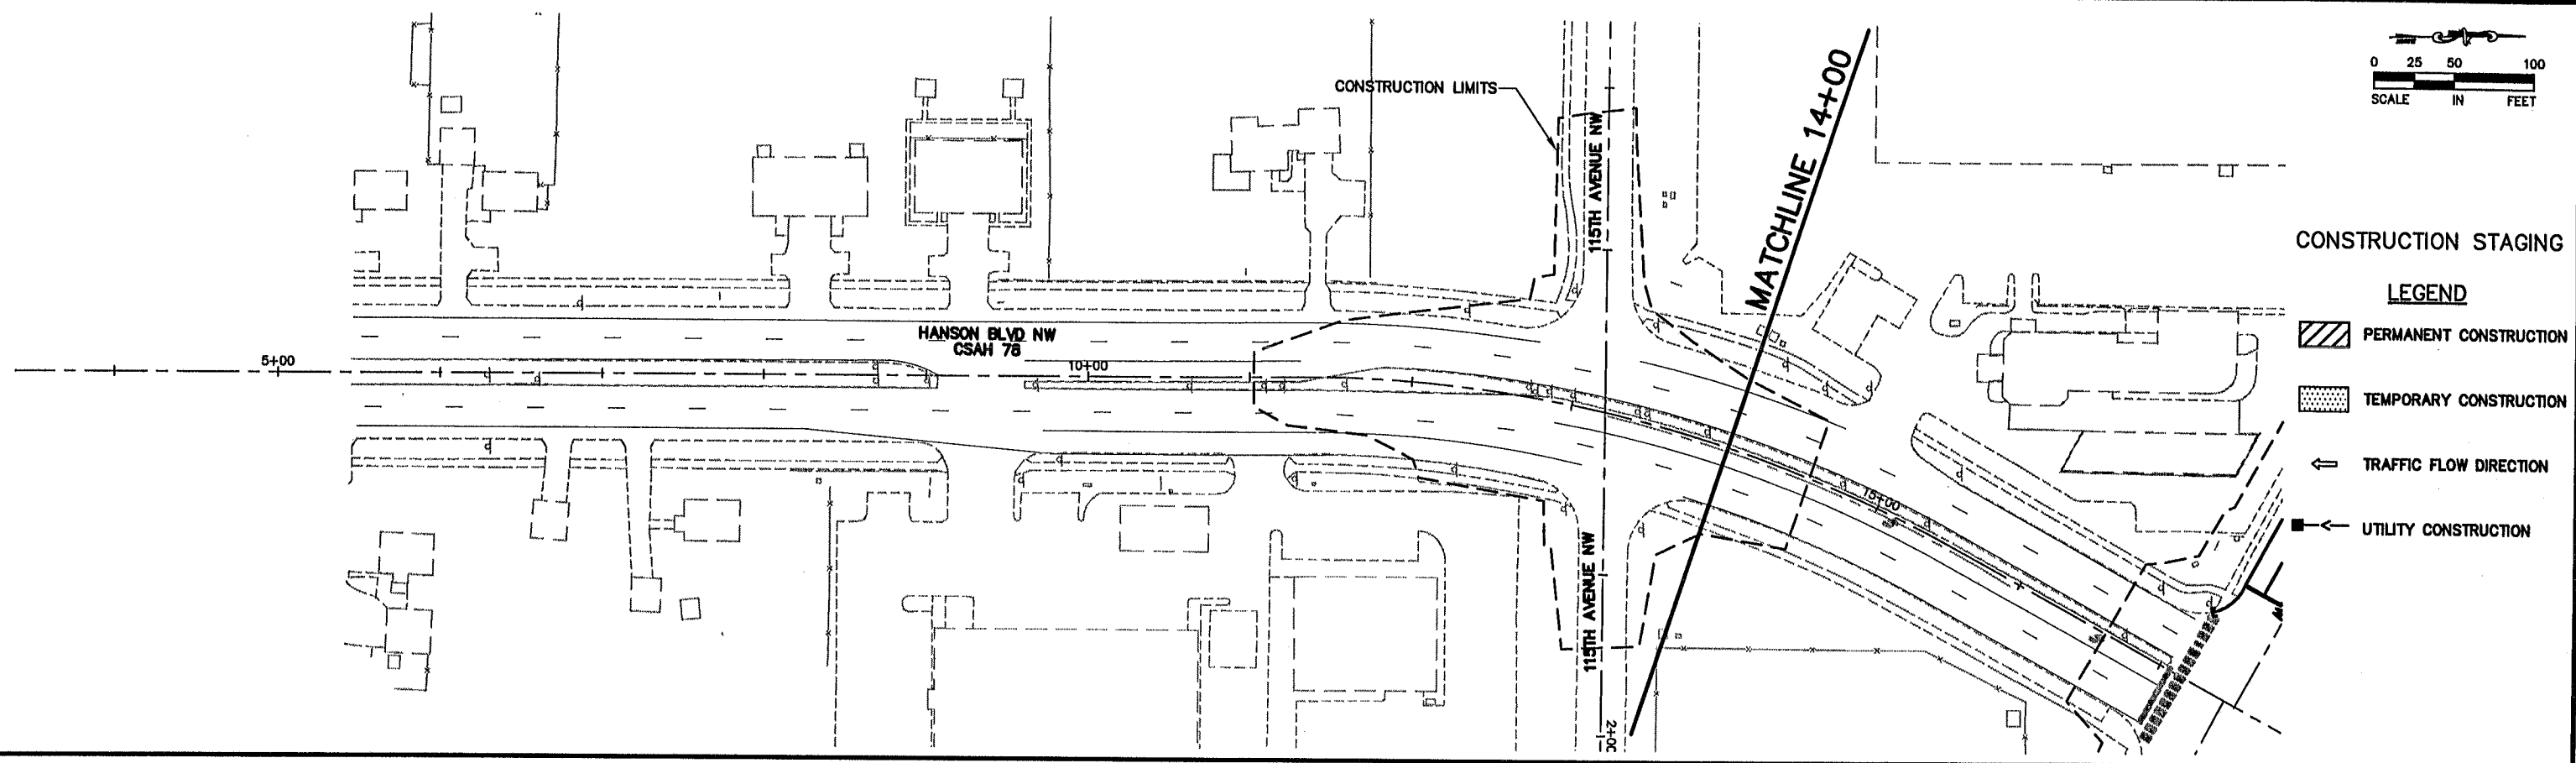 0 25 50 100
SCALE IN FEET
CONSTRUCTION LIMITS
115TH AVENUE NW
MATCHLINE 14+00
CONSTRUCTION STAGING
LEGEND
PERMANENT CONSTRUCTION
TEMPORARY CONSTRUCTION
TRAFFIC FLOW DIRECTION
UTILITY CONSTRUCTION
HANSON BLVD NW
CSAH 78
5+00
10+00
15+00
115TH AVENUE NW
2+00